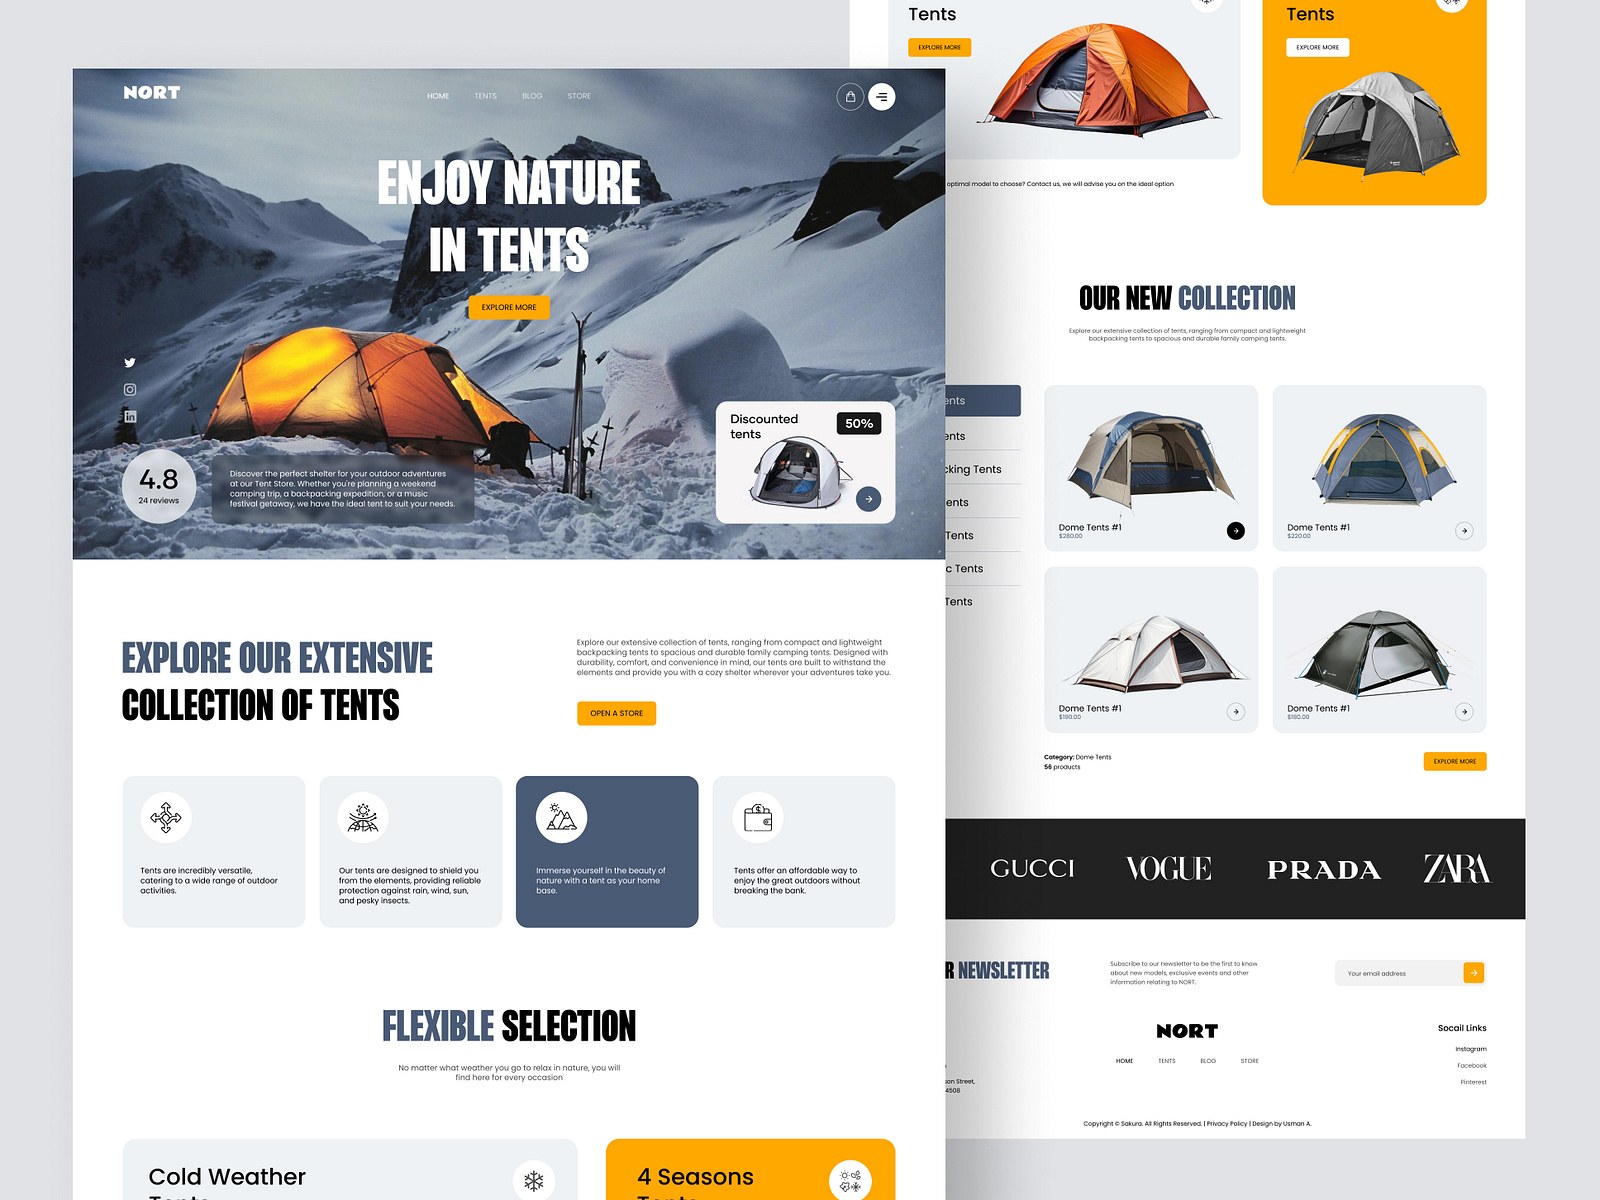 NORT
HOME TENTS BLOG STORE
ENJOY NATURE
IN TENTS
EXPLORE MORE
4.8
24 reviews
Discover the perfect shelter for your outdoor adventures
at our Tent Store. Whether you're planning a weekend
camping trip, a backpacking expedition, or a music
festival getaway, we have the ideal tent to suit your needs.
Discounted
tents
50%
EXPLORE OUR EXTENSIVE
COLLECTION OF TENTS
Explore our extensive collection of tents, ranging from compact and lightweight
backpacking tents to spacious and durable family camping tents. Designed with
durability, comfort, and convenience in mind, our tents are built to withstand the
elements and provide you with a cozy shelter wherever your adventures take you.
OPEN A STORE
Tents are incredibly versatile,
catering to a wide range of outdoor
activities.
Our tents are designed to shield you
from the elements, providing reliable
protection against rain, wind, sun,
and pesky insects.
Immerse yourself in the beauty of
nature with a tent as your home
base.
Tents offer an affordable way to
enjoy the great outdoors without
breaking the bank.
FLEXIBLE SELECTION
No matter what weather you go to relax in nature, you will
find here for every occasion
Cold Weather
Tents
4 Seasons
Tents
Tents
EXPLORE MORE
Tents
EXPLORE MORE
optimal model to choose? Contact us, we will advise you on the ideal option
OUR NEW COLLECTION
Explore our extensive collection of tents, ranging from compact and lightweight
backpacking tents to spacious and durable family camping tents.
ents
ents
cking Tents
ents
Tents
c Tents
Tents
Dome Tents #1
$280.00
Dome Tents #1
$220.00
Dome Tents #1
$190.00
Dome Tents #1
$180.00
Category: Dome Tents
56 products
EXPLORE MORE
GUCCI VOGUE PRADA ZARA
R NEWSLETTER
Subscribe to our newsletter to be the first to know
about new models, exclusive events and other
information relating to NORT.
Your email address
NORT
HOME TENTS BLOG STORE
son Street,
4508
Socail Links
Instagram
Facebook
Pinterest
Copyright © Sakura. All Rights Reserved. | Privacy Policy | Design by Usman A.